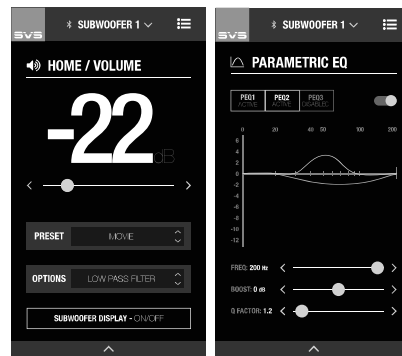 SVS
SUBWOOFER 1
HOME / VOLUME
-22 dB
PRESET MOVIE
OPTIONS LOW PASS FILTER
SUBWOOFER DISPLAY - ON/OFF
SVS
SUBWOOFER 1
PARAMETRIC EQ
PEQ1 PEQ2 PEQ3
ACTIVE ACTIVE DISABLED
0 20 40 50 100 200
6
4
2
0
-2
-4
-6
-8
-10
-12
FREQ: 200 Hz
BOOST: 0 dB
Q FACTOR: 1.2